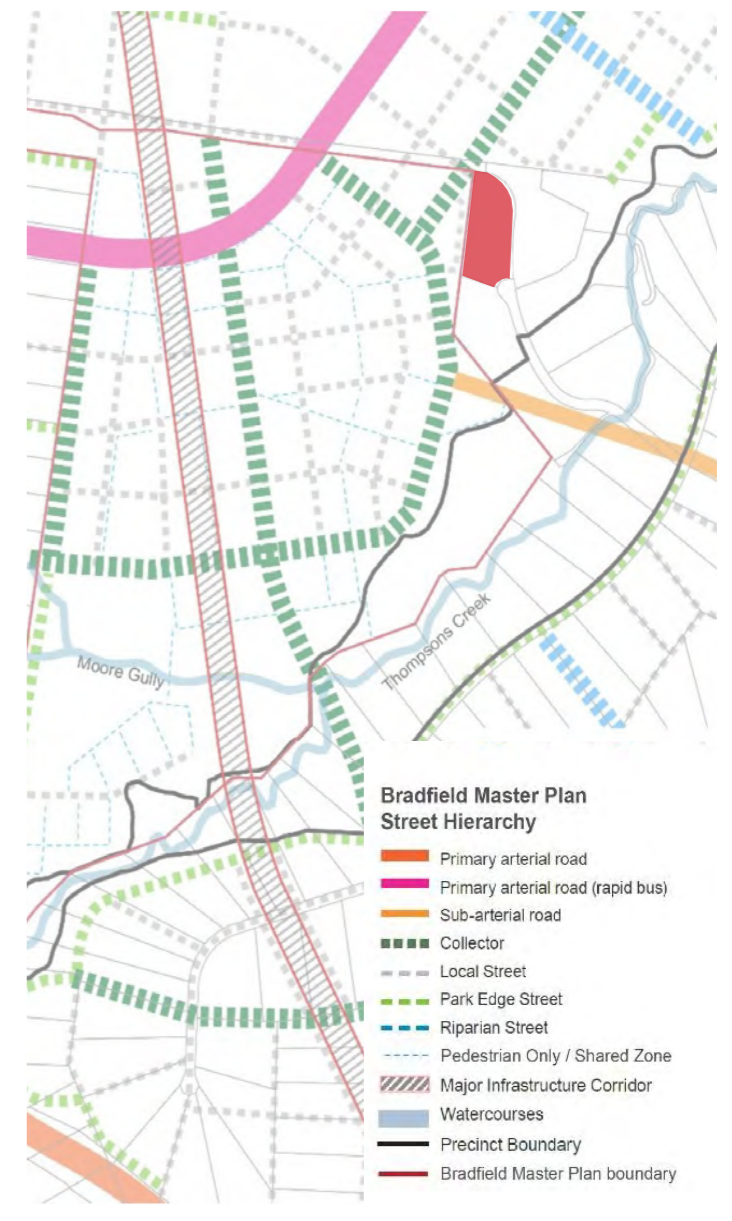 Moore Gully
Thompsons Creek
Bradfield Master Plan
Street Hierarchy
Primary arterial road
Primary arterial road (rapid bus)
Sub-arterial road
Collector
Local Street
Park Edge Street
Riparian Street
Pedestrian Only / Shared Zone
Major Infrastructure Corridor
Watercourses
Precinct Boundary
Bradfield Master Plan boundary